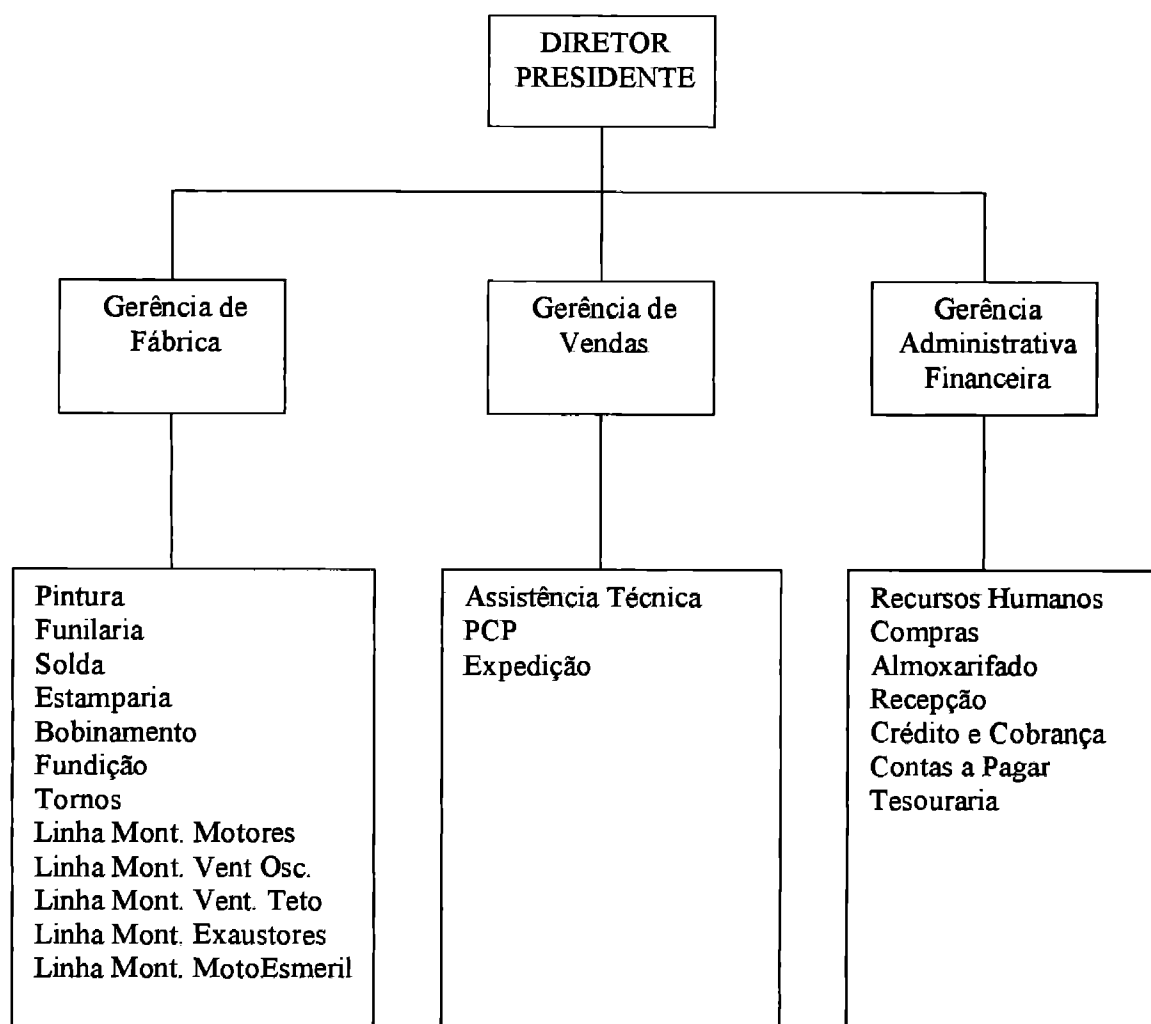 DIRETOR
PRESIDENTE
Gerência de
Fábrica
Gerência de
Vendas
Gerência
Administrativa
Financeira
Pintura
Funilaria
Solda
Estamparia
Bobinamento
Fundição
Tornos
Linha Mont. Motores
Linha Mont. Vent Osc.
Linha Mont. Vent. Teto
Linha Mont. Exaustores
Linha Mont. MotoEsmeril
Assistência Técnica
PCP
Expedição
Recursos Humanos
Compras
Almoxarifado
Recepção
Crédito e Cobrança
Contas a Pagar
Tesouraria